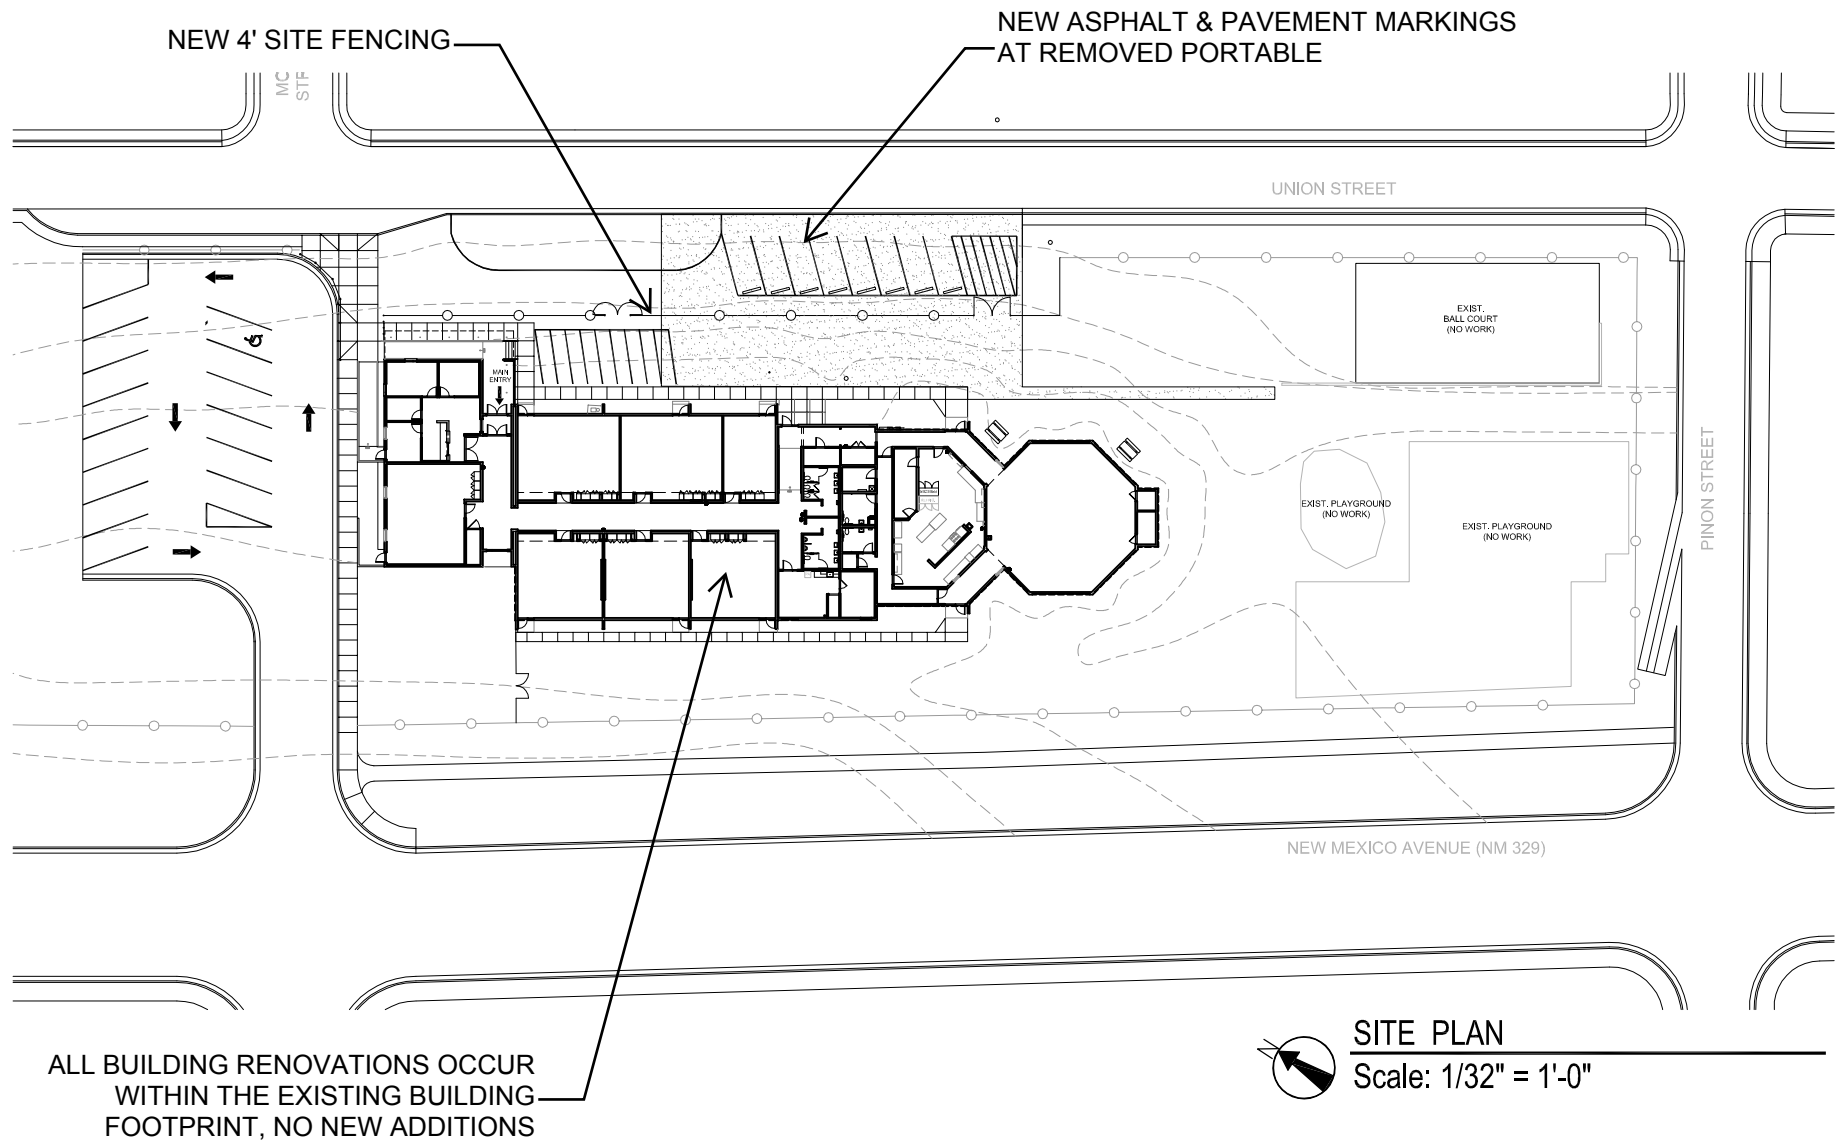 NEW 4' SITE FENCING
NEW ASPHALT & PAVEMENT MARKINGS
AT REMOVED PORTABLE
UNION STREET
EXIST.
BALL COURT
(NO WORK)
MAIN
ENTRY
PINON STREET
EXIST. PLAYGROUND
(NO WORK)
EXIST. PLAYGROUND
(NO WORK)
NEW MEXICO AVENUE (NM 329)
ALL BUILDING RENOVATIONS OCCUR
WITHIN THE EXISTING BUILDING
FOOTPRINT, NO NEW ADDITIONS
N
SITE PLAN
Scale: 1/32" = 1'-0"